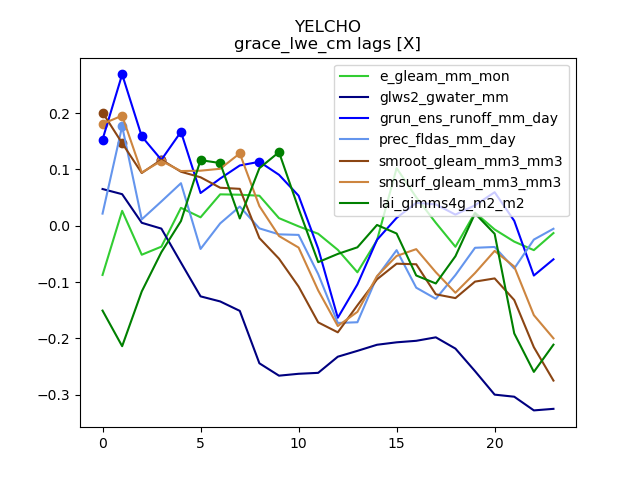 YELCHO
grace_lwe_cm lags [X]
e_gleam_mm_mon
glws2_gwater_mm
grun_ens_runoff_mm_day
prec_fldas_mm_day
smroot_gleam_mm3_mm3
smsurf_gleam_mm3_mm3
lai_gimms4g_m2_m2
0.2
0.1
0.0
−0.1
−0.2
−0.3
0 5 10 15 20